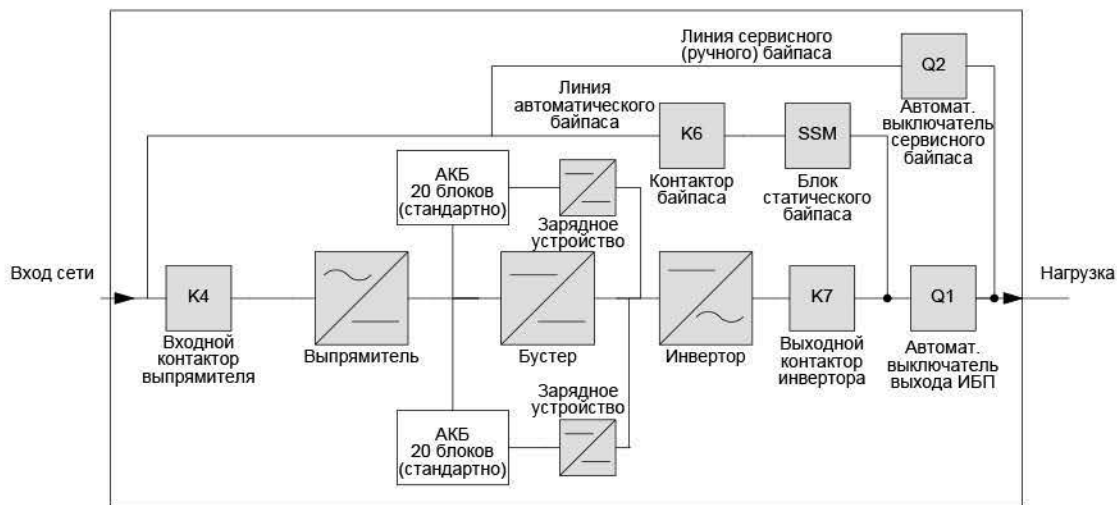 Линия сервисного
(ручного) байпаса
Q2
Автомат.
выключатель
сервисного
байпаса
Линия
автоматического
байпаса
K6
Контактор
байпаса
SSM
Блок
статического
байпаса
АКБ
20 блоков
(стандартно)
Зарядное
устройство
Вход сети
K4
Входной
контактор
выпрямителя
Выпрямитель
Бустер
Инвертор
K7
Выходной
контактор
инвертора
Q1
Автомат.
выключатель
выхода ИБП
Нагрузка
Зарядное
устройство
АКБ
20 блоков
(стандартно)